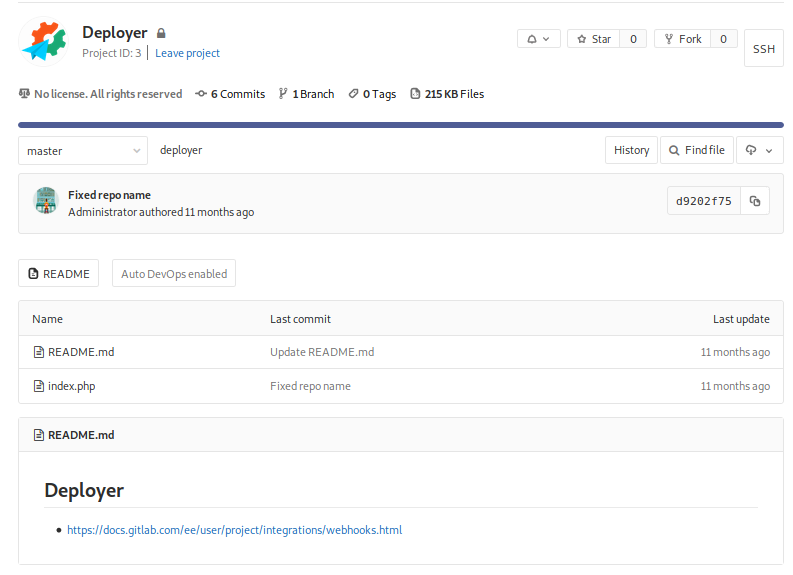 Deployer
Project ID: 3 | Leave project
Star 0 Fork 0 SSH
No license. All rights reserved 6 Commits 1 Branch 0 Tags 215 KB Files
master deployer History Find file
Fixed repo name
Administrator authored 11 months ago
d9202f75
README Auto DevOps enabled
Name Last commit Last update
README.md Update README.md 11 months ago
index.php Fixed repo name 11 months ago
README.md
Deployer
• https://docs.gitlab.com/ee/user/project/integrations/webhooks.html